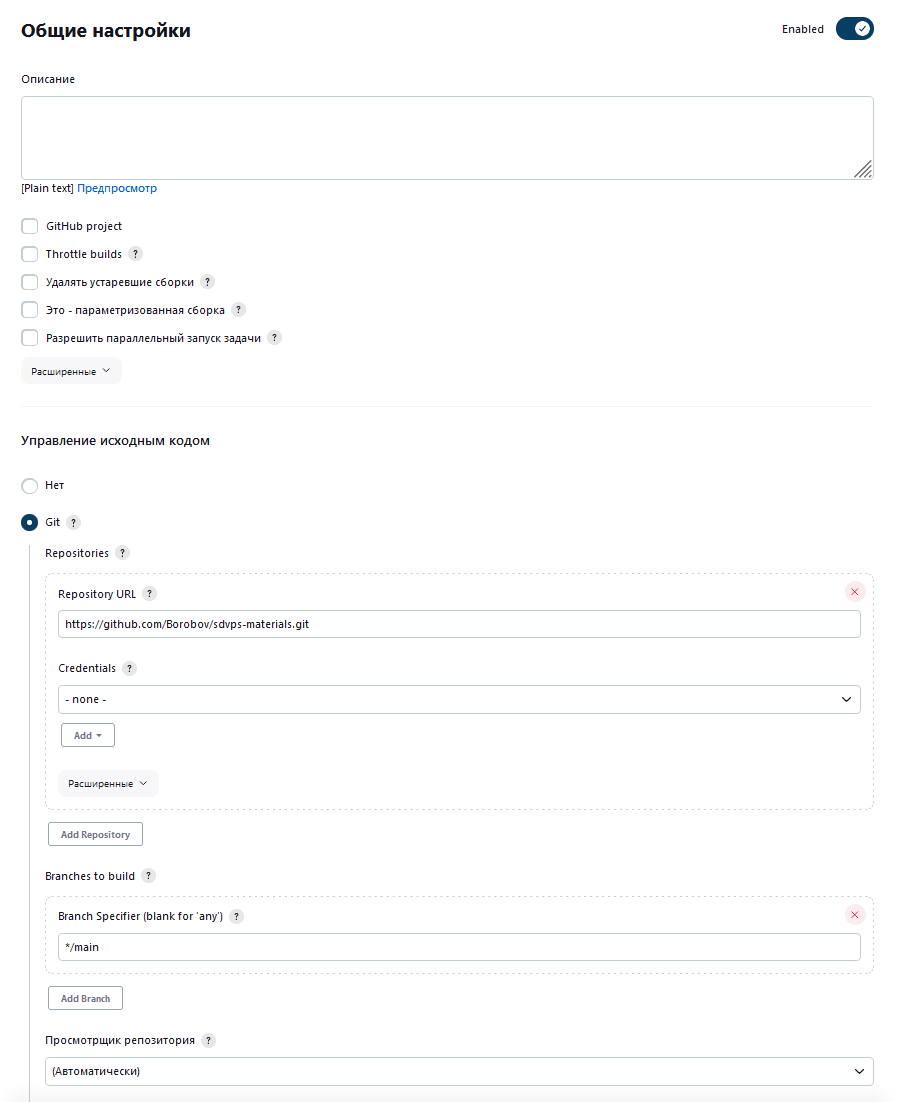 Общие настройки
Enabled
Описание
[Plain text] Предпросмотр
GitHub project
Throttle builds ?
Удалять устаревшие сборки ?
Это - параметризованная сборка ?
Разрешить параллельный запуск задачи ?
Расширенные
Управление исходным кодом
Нет
Git ?
Repositories ?
Repository URL ?
https://github.com/Borobov/sdvps-materials.git
Credentials ?
- none -
Add
Расширенные
Add Repository
Branches to build ?
Branch Specifier (blank for 'any') ?
*/main
Add Branch
Просмотрщик репозитория ?
(Автоматически)